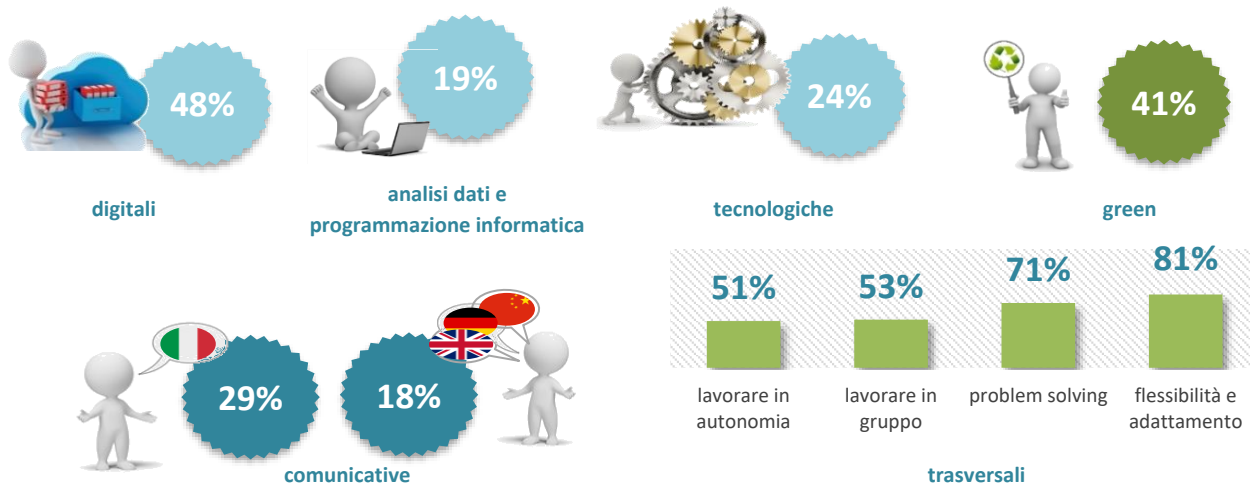 48%
19%
24%
41%
digitali
analisi dati e
programmazione informatica
tecnologiche
green
29%
18%
comunicative
51%
53%
71%
81%
lavorare in
autonomia
lavorare in
gruppo
problem solving
flessibilità e
adattamento
trasversali